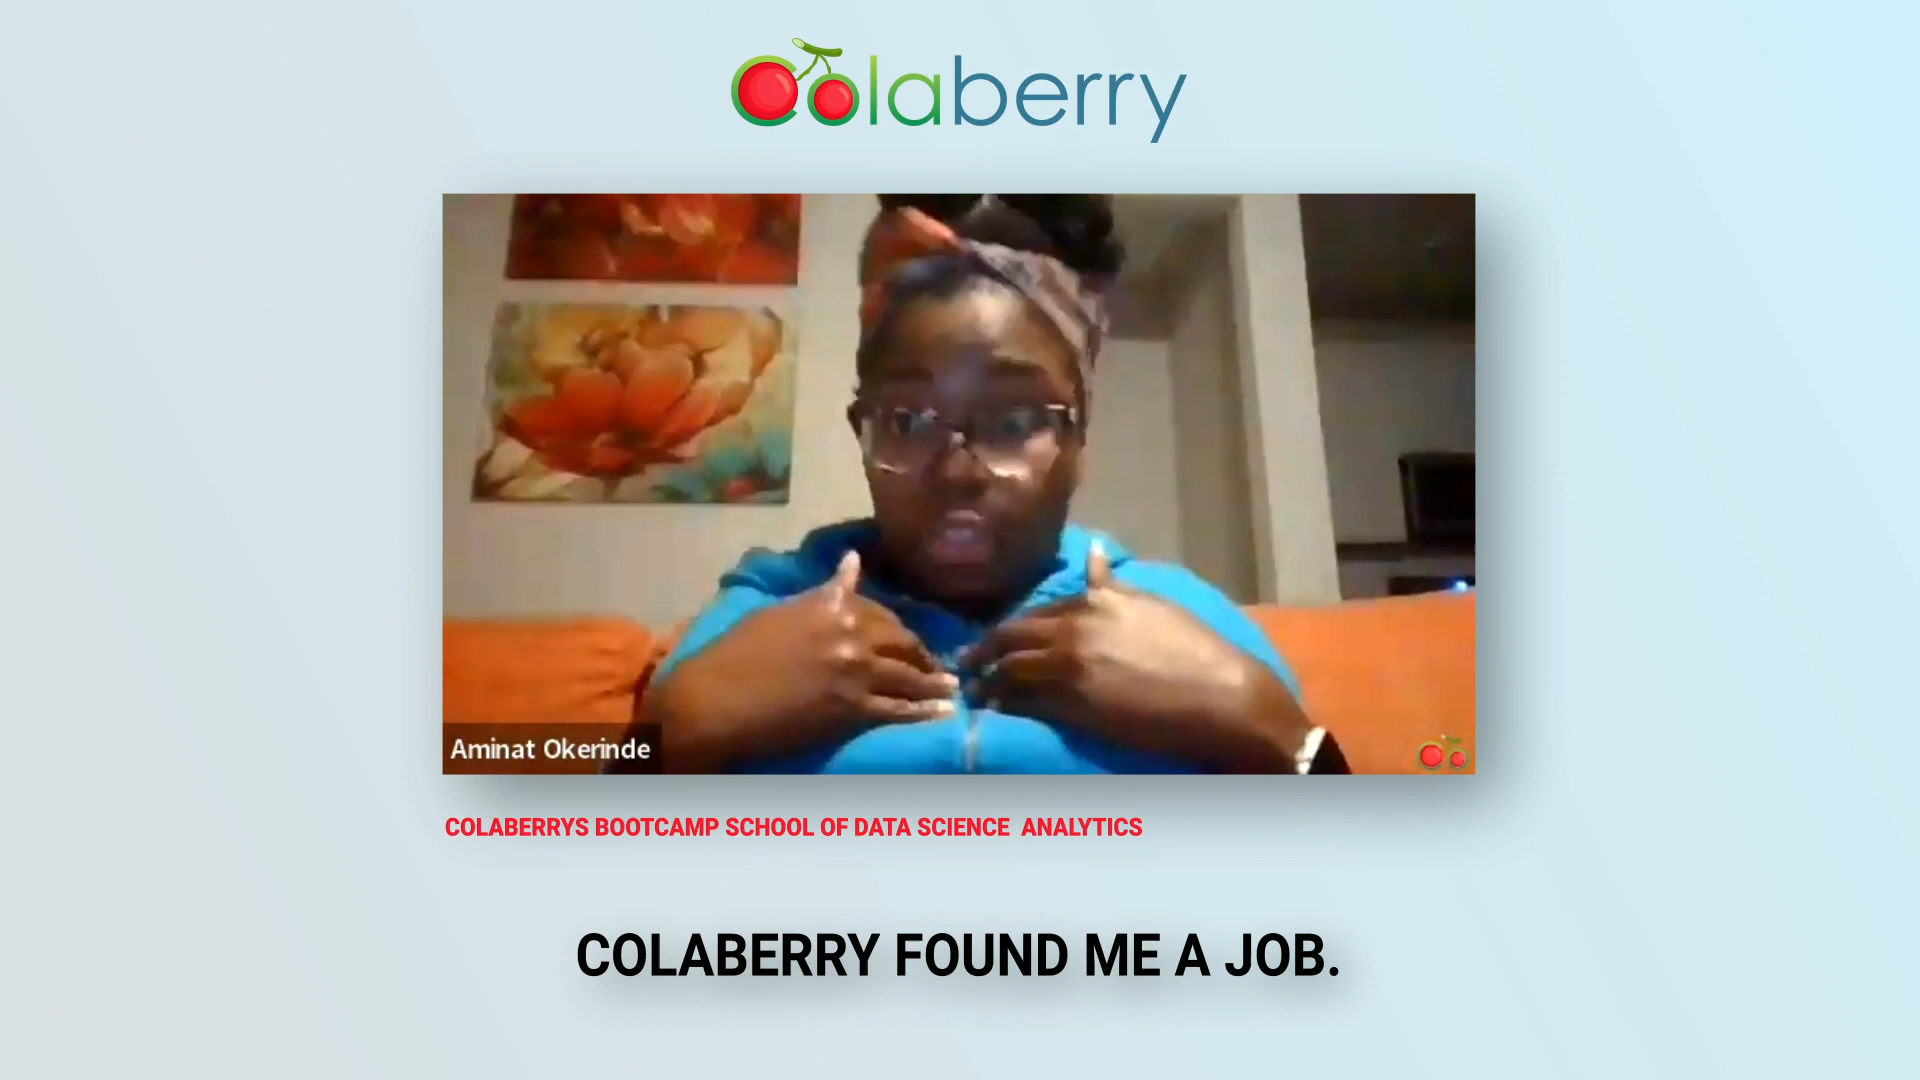 Colaberry
Aminat Okerinde
COLABERRYS BOOTCAMP SCHOOL OF DATA SCIENCE  ANALYTICS
COLABERRY FOUND ME A JOB.